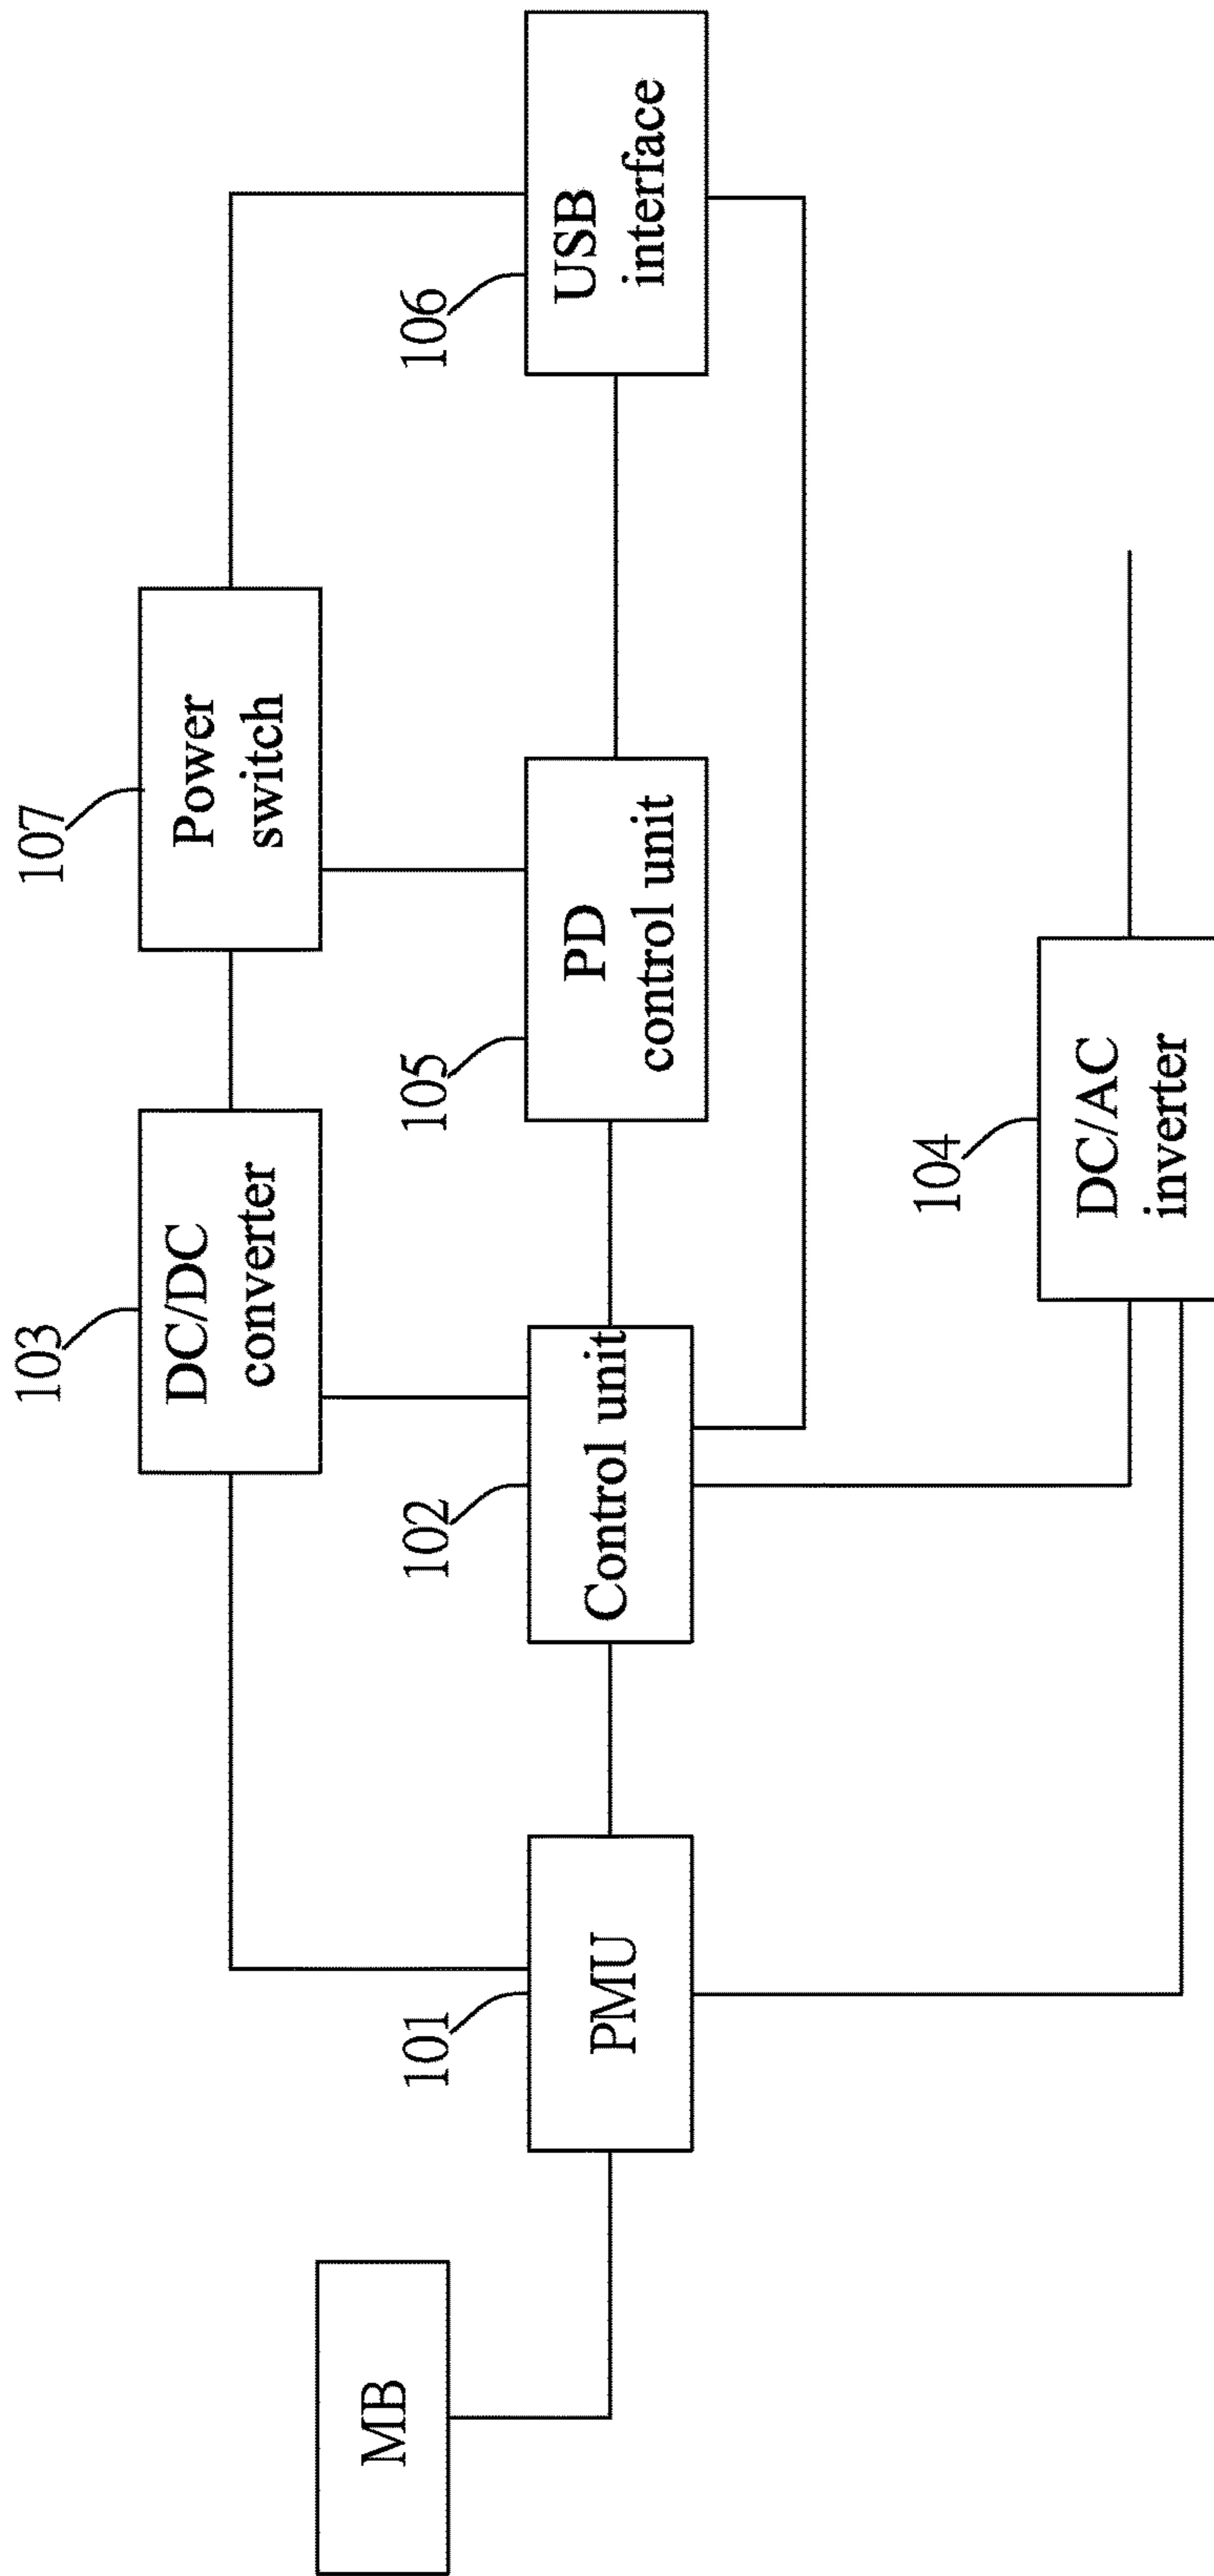 107
103
Power
switch
DC/DC
converter
106
105
102
101
USB
interface
PD
control unit
Control unit
PMU
MB
104
DC/AC
inverter